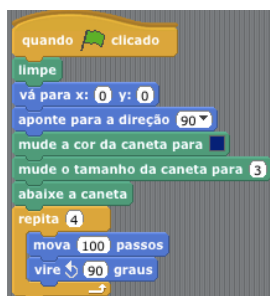 quando clicado
limpe
vá para x: 0 y: 0
aponte para a direção 90
mude a cor da caneta para
mude o tamanho da caneta para 3
abaixe a caneta
repita 4
mova 100 passos
vire 90 graus